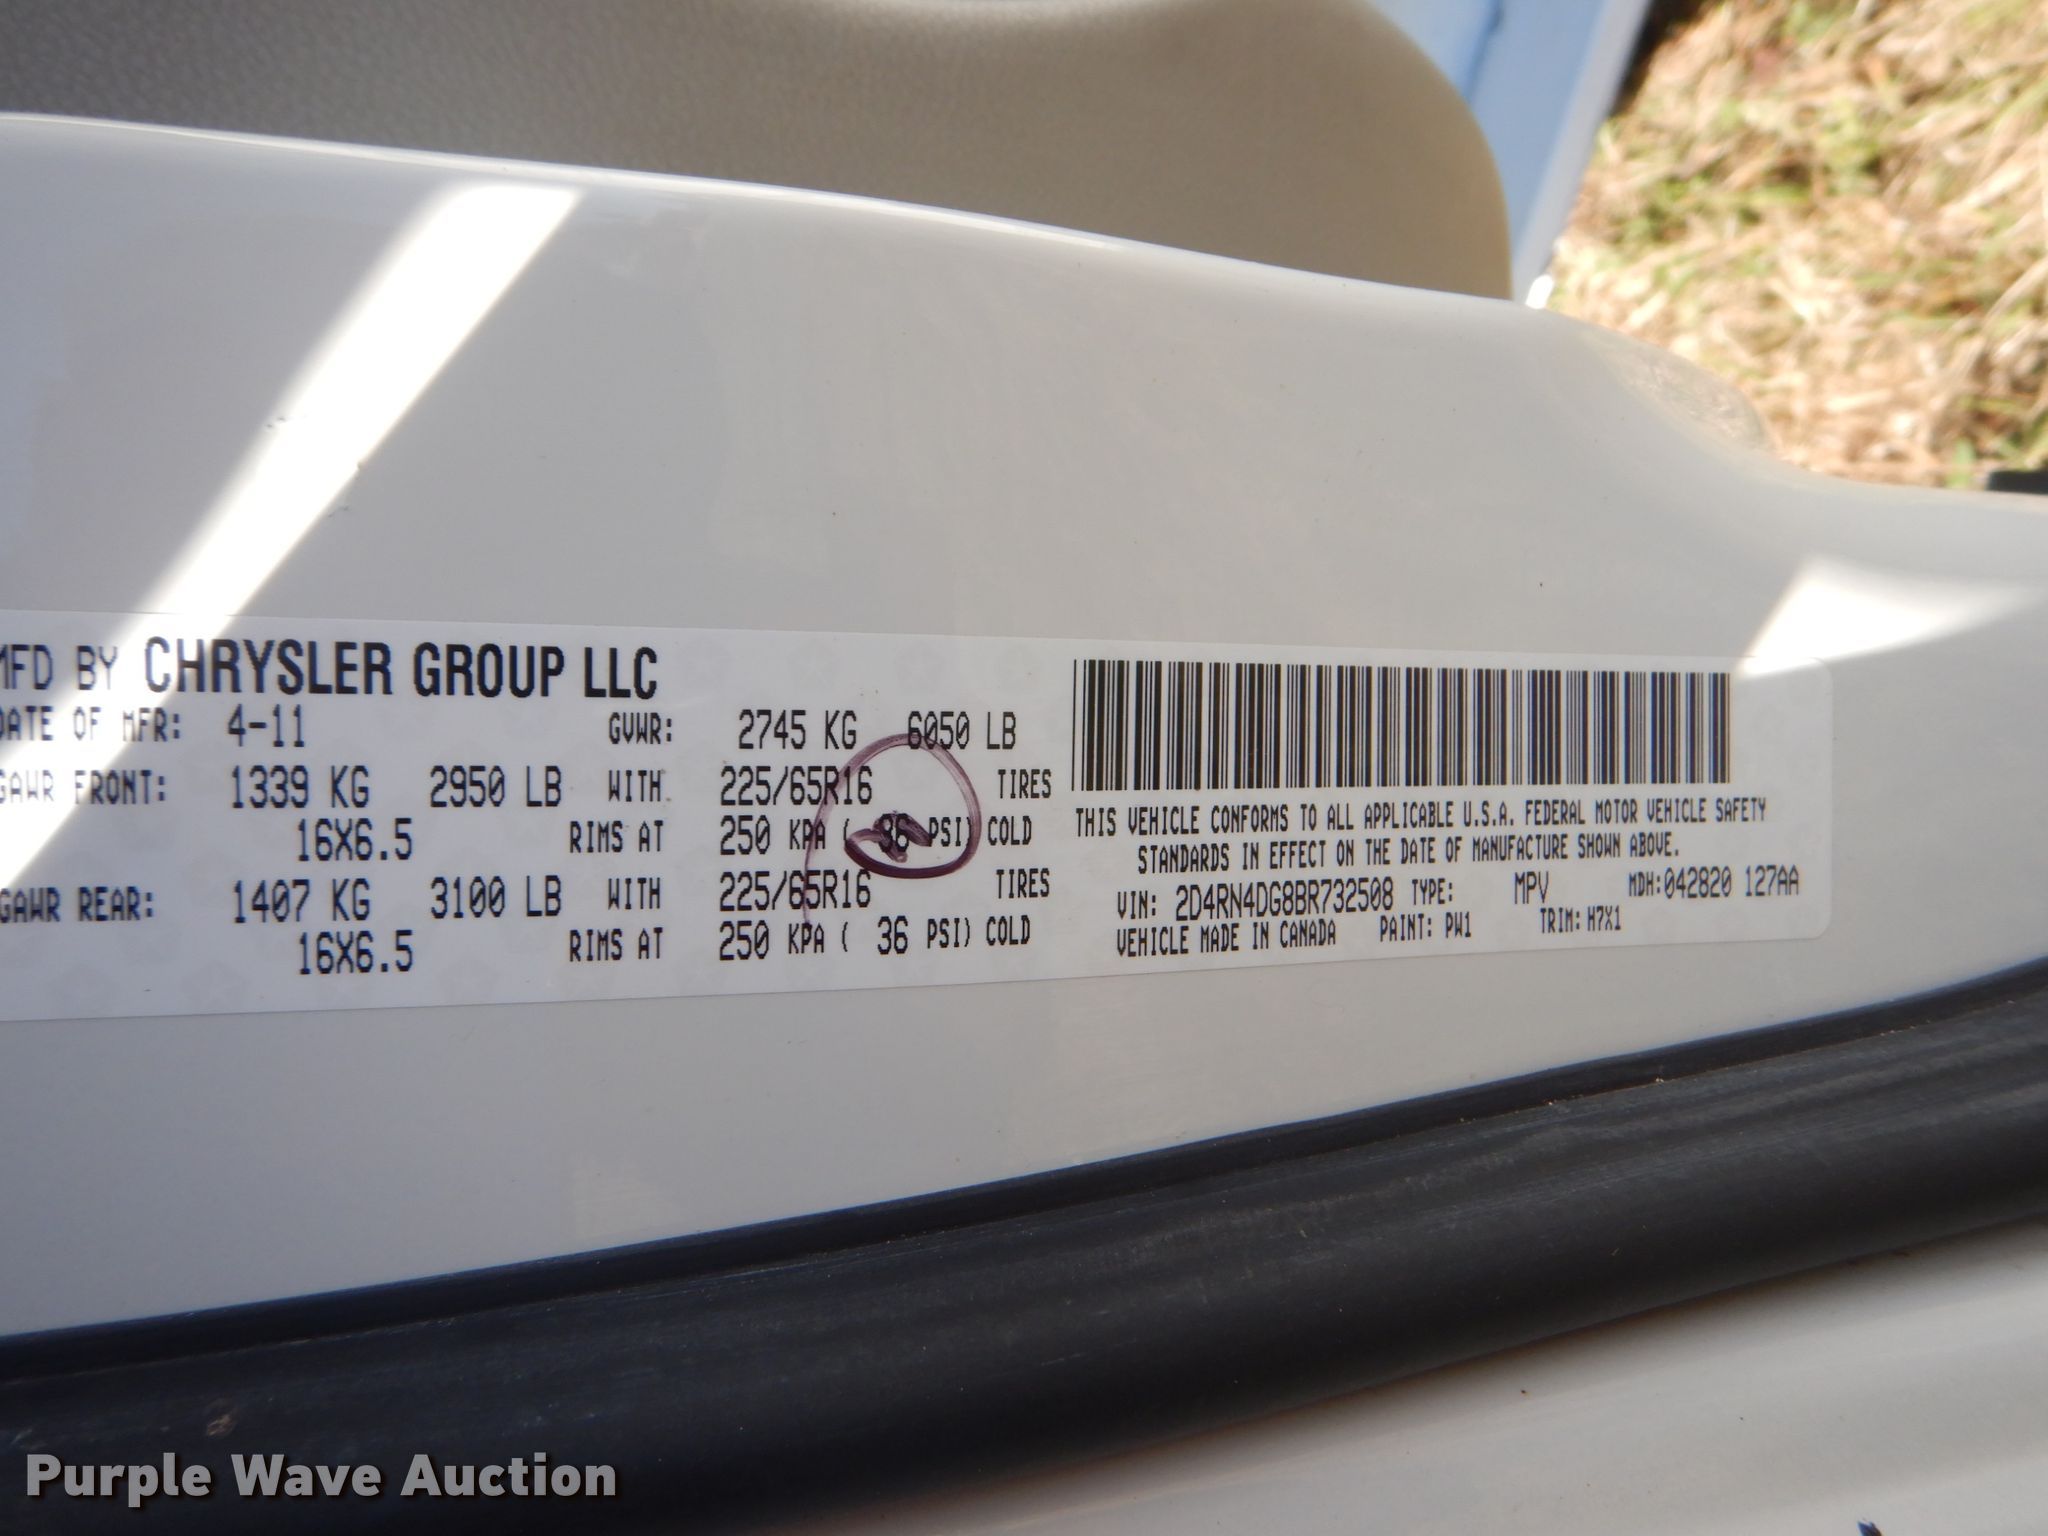 MFD BY CHRYSLER GROUP LLC
DATE OF MFR: 4-11 GVWR: 2745 KG 6050 LB
GAWR FRONT: 1339 KG 2950 LB WITH 225/65R16 TIRES
16X6.5 RIMS AT 250 KPA ( 36 PSI) COLD
GAWR REAR: 1407 KG 3100 LB WITH 225/65R16 TIRES
16X6.5 RIMS AT 250 KPA ( 36 PSI) COLD
THIS VEHICLE CONFORMS TO ALL APPLICABLE U.S.A. FEDERAL MOTOR VEHICLE SAFETY
STANDARDS IN EFFECT ON THE DATE OF MANUFACTURE SHOWN ABOVE.
VIN: 2D4RN4DG8BR732508 TYPE: MPV MDH:042820 127AA
VEHICLE MADE IN CANADA PAINT: PW1 TRIM: H7X1
Purple Wave Auction